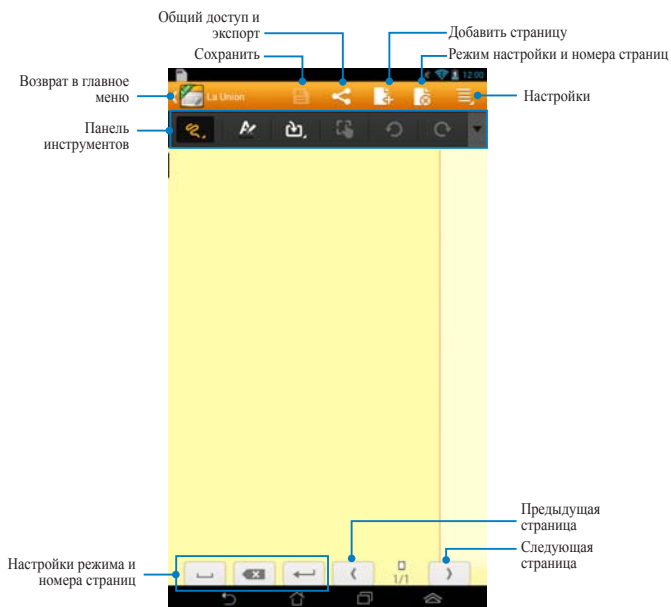 Общий доступ и
экспорт
Добавить страницу
Сохранить
Режим настройки и номера страниц
Возврат в главное
меню
12:00
La Union
Настройки
Панель
инструментов
Предыдущая
страница
Следующая
страница
Настройки режима и
номера страниц
1/1